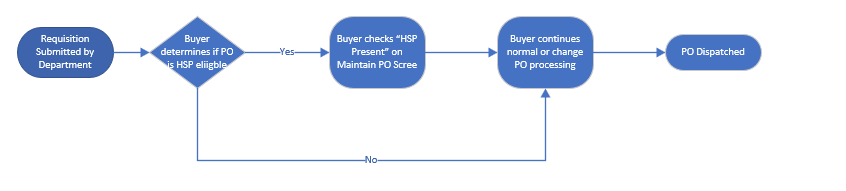 Requisition
Submitted by
Department
Buyer
determines if PO
is HSP eligible
Yes
Buyer checks “HSP
Present” on
Maintain PO Scree
Buyer continues
normal or change
PO processing
PO Dispatched
No